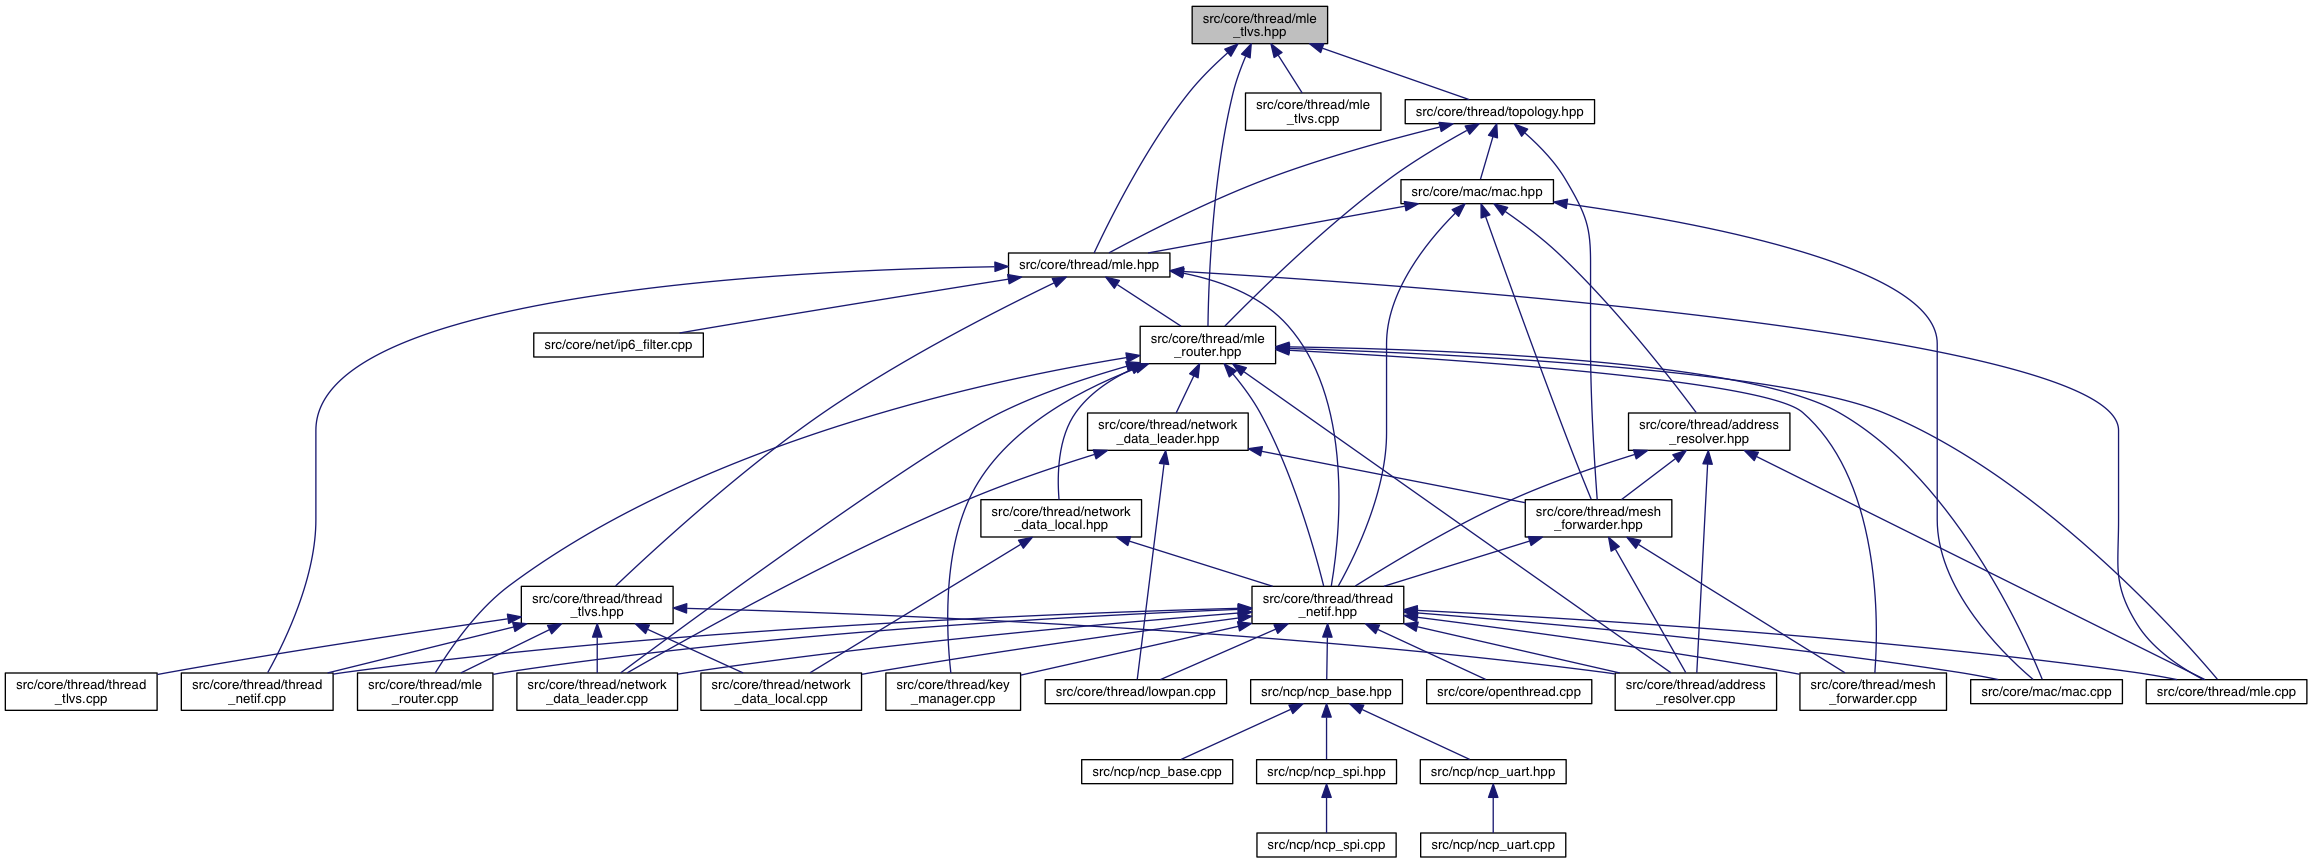 src/core/thread/mle
_tlvs.hpp
src/core/thread/mle
_tlvs.cpp
src/core/thread/topology.hpp
src/core/mac/mac.hpp
src/core/thread/mle.hpp
src/core/net/ip6_filter.cpp
src/core/thread/mle
_router.hpp
src/core/thread/network
_data_leader.hpp
src/core/thread/address
_resolver.hpp
src/core/thread/network
_data_local.hpp
src/core/thread/mesh
_forwarder.hpp
src/core/thread/thread
_tlvs.hpp
src/core/thread/thread
_netif.hpp
src/core/thread/thread
_tlvs.cpp
src/core/thread/thread
_netif.cpp
src/core/thread/mle
_router.cpp
src/core/thread/network
_data_leader.cpp
src/core/thread/network
_data_local.cpp
src/core/thread/key
_manager.cpp
src/core/thread/lowpan.cpp
src/ncp/ncp_base.hpp
src/core/openthread.cpp
src/core/thread/address
_resolver.cpp
src/core/thread/mesh
_forwarder.cpp
src/core/mac/mac.cpp
src/core/thread/mle.cpp
src/ncp/ncp_base.cpp
src/ncp/ncp_spi.hpp
src/ncp/ncp_uart.hpp
src/ncp/ncp_spi.cpp
src/ncp/ncp_uart.cpp